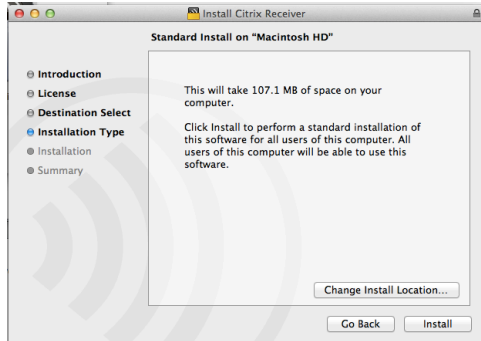 Install Citrix Receiver
Standard Install on "Macintosh HD"
Introduction
License
Destination Select
Installation Type
Installation
Summary
This will take 107.1 MB of space on your
computer.
Click Install to perform a standard installation of
this software for all users of this computer. All
users of this computer will be able to use this
software.
Change Install Location...
Go Back
Install